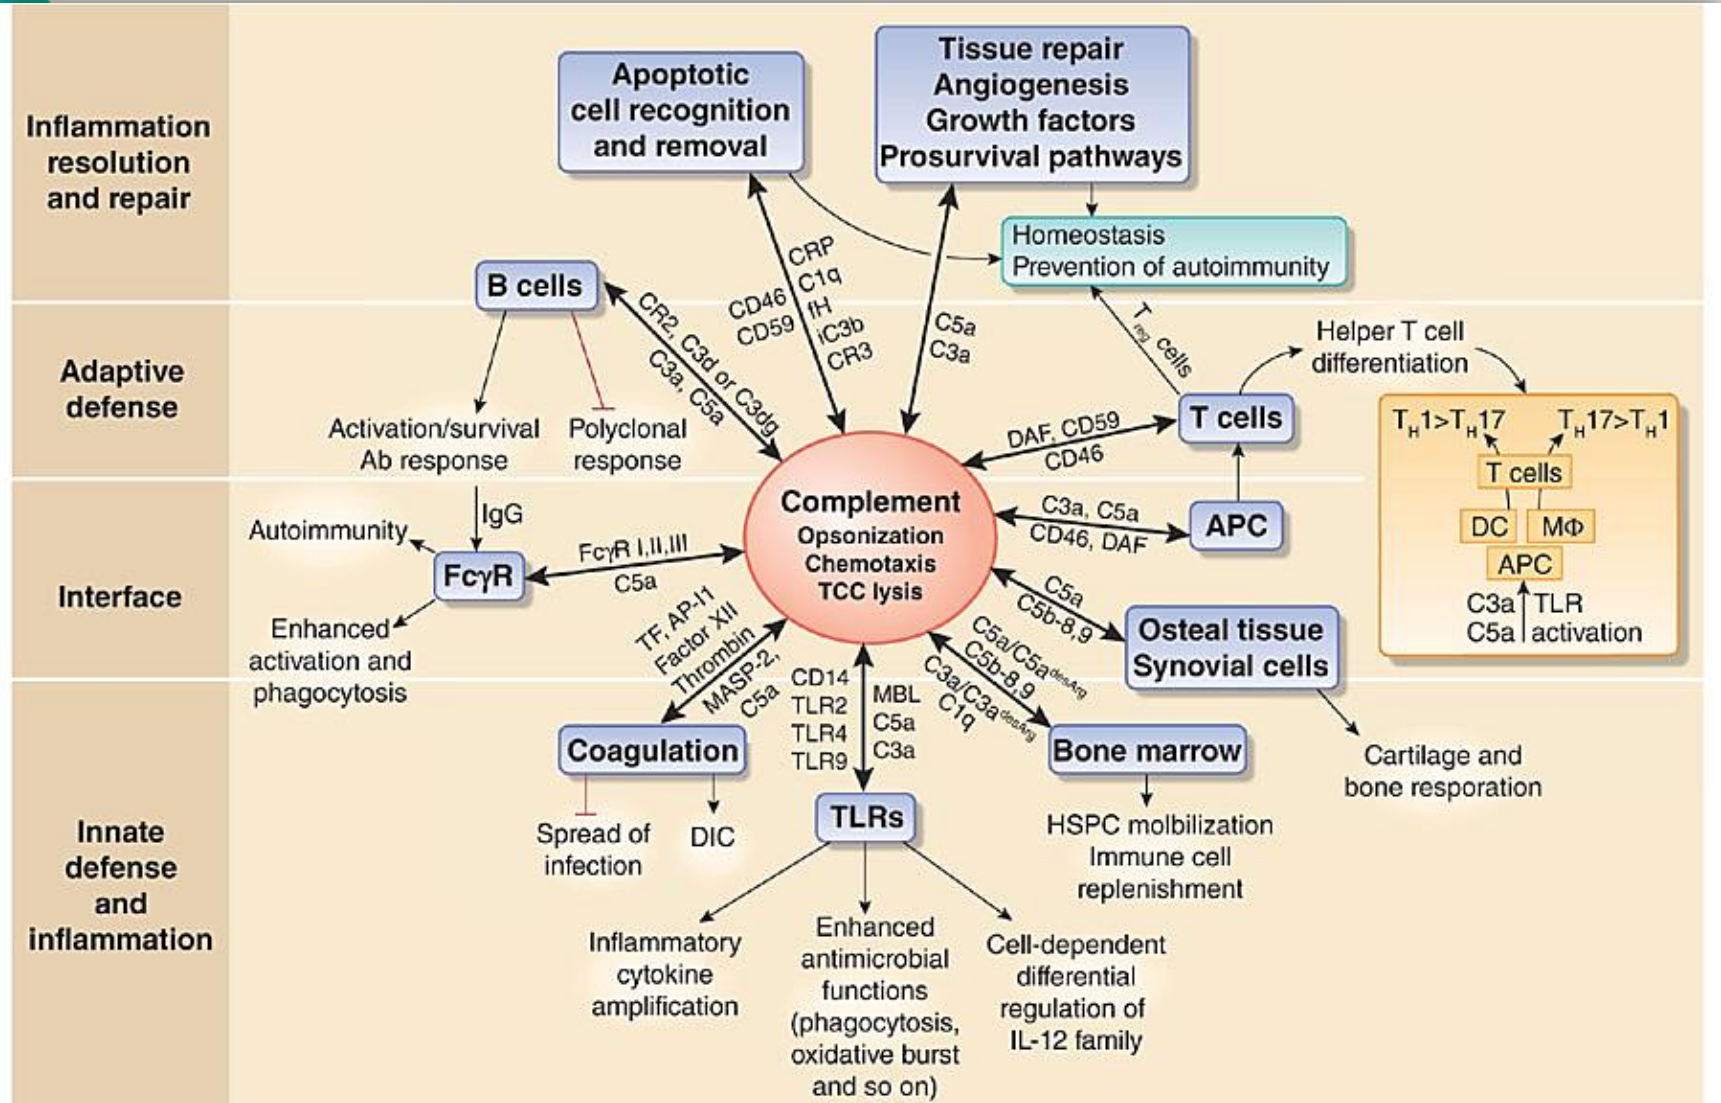 Inflammation
resolution
and repair
Adaptive
defense
Interface
Innate
defense
and
inflammation
Apoptotic
cell recognition
and removal
Tissue repair
Angiogenesis
Growth factors
Prosurvival pathways
Homeostasis
Prevention of autoimmunity
B cells
CR2, C3d or C3dg
C3a, C5a
CD46
CD59
CRP
C1q
fH
iC3b
CR3
C5a
C3a
T reg cells
Helper T cell
differentiation
Activation/survival
Ab response
Polyclonal
response
DAF, CD59
CD46
T cells
TH1>TH17
TH17>TH1
T cells
DC
MΦ
APC
C3a
C5a
TLR
activation
IgG
Autoimmunity
FcγR
FcγR I,II,III
C5a
Enhanced
activation and
phagocytosis
Complement
Opsonization
Chemotaxis
TCC lysis
C3a, C5a
CD46, DAF
APC
C5a
C5b-8,9
Osteal tissue
Synovial cells
Cartilage and
bone resporation
TF, AP-I1
Factor XII
Thrombin
MASP-2,
C5a
Coagulation
Spread of
infection
DIC
CD14
TLR2
TLR4
TLR9
MBL
C5a
C3a
TLRs
Inflammatory
cytokine
amplification
Enhanced
antimicrobial
functions
(phagocytosis,
oxidative burst
and so on)
Cell-dependent
differential
regulation of
IL-12 family
C5a/C5adesArg
C5b-8,9
C3a/C3adesArg
C1q
Bone marrow
HSPC molbilization
Immune cell
replenishment